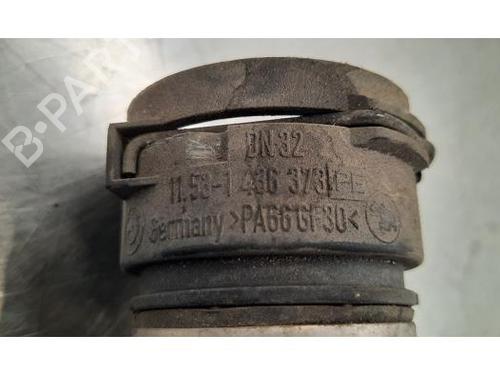 B-PARTS
DN 32
11.53-1 436 373
Germany >PA66 GF30<